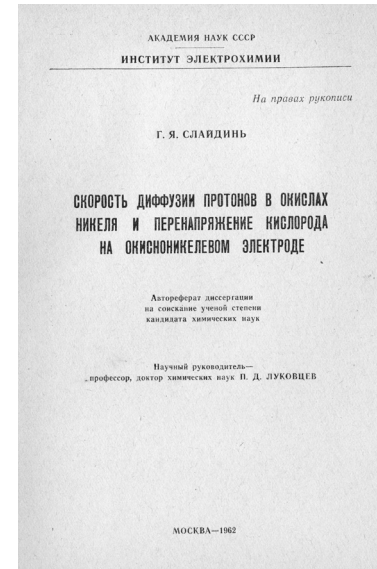 АКАДЕМИЯ НАУК СССР
ИНСТИТУТ ЭЛЕКТРОХИМИИ
На правах рукописи
Г. Я. СЛАЙДИНЬ
СКОРОСТЬ ДИФФУЗИИ ПРОТОНОВ В ОКИСЛАХ
НИКЕЛЯ И ПЕРЕНАПРЯЖЕНИЕ КИСЛОРОДА
НА ОКИСНОНИКЕЛЕВОМ ЭЛЕКТРОДЕ
Автореферат диссертации
на соискание ученой степени
кандидата химических наук
Научный руководитель—
профессор, доктор химических наук П. Д. ЛУКОВЦЕВ
МОСКВА—1962